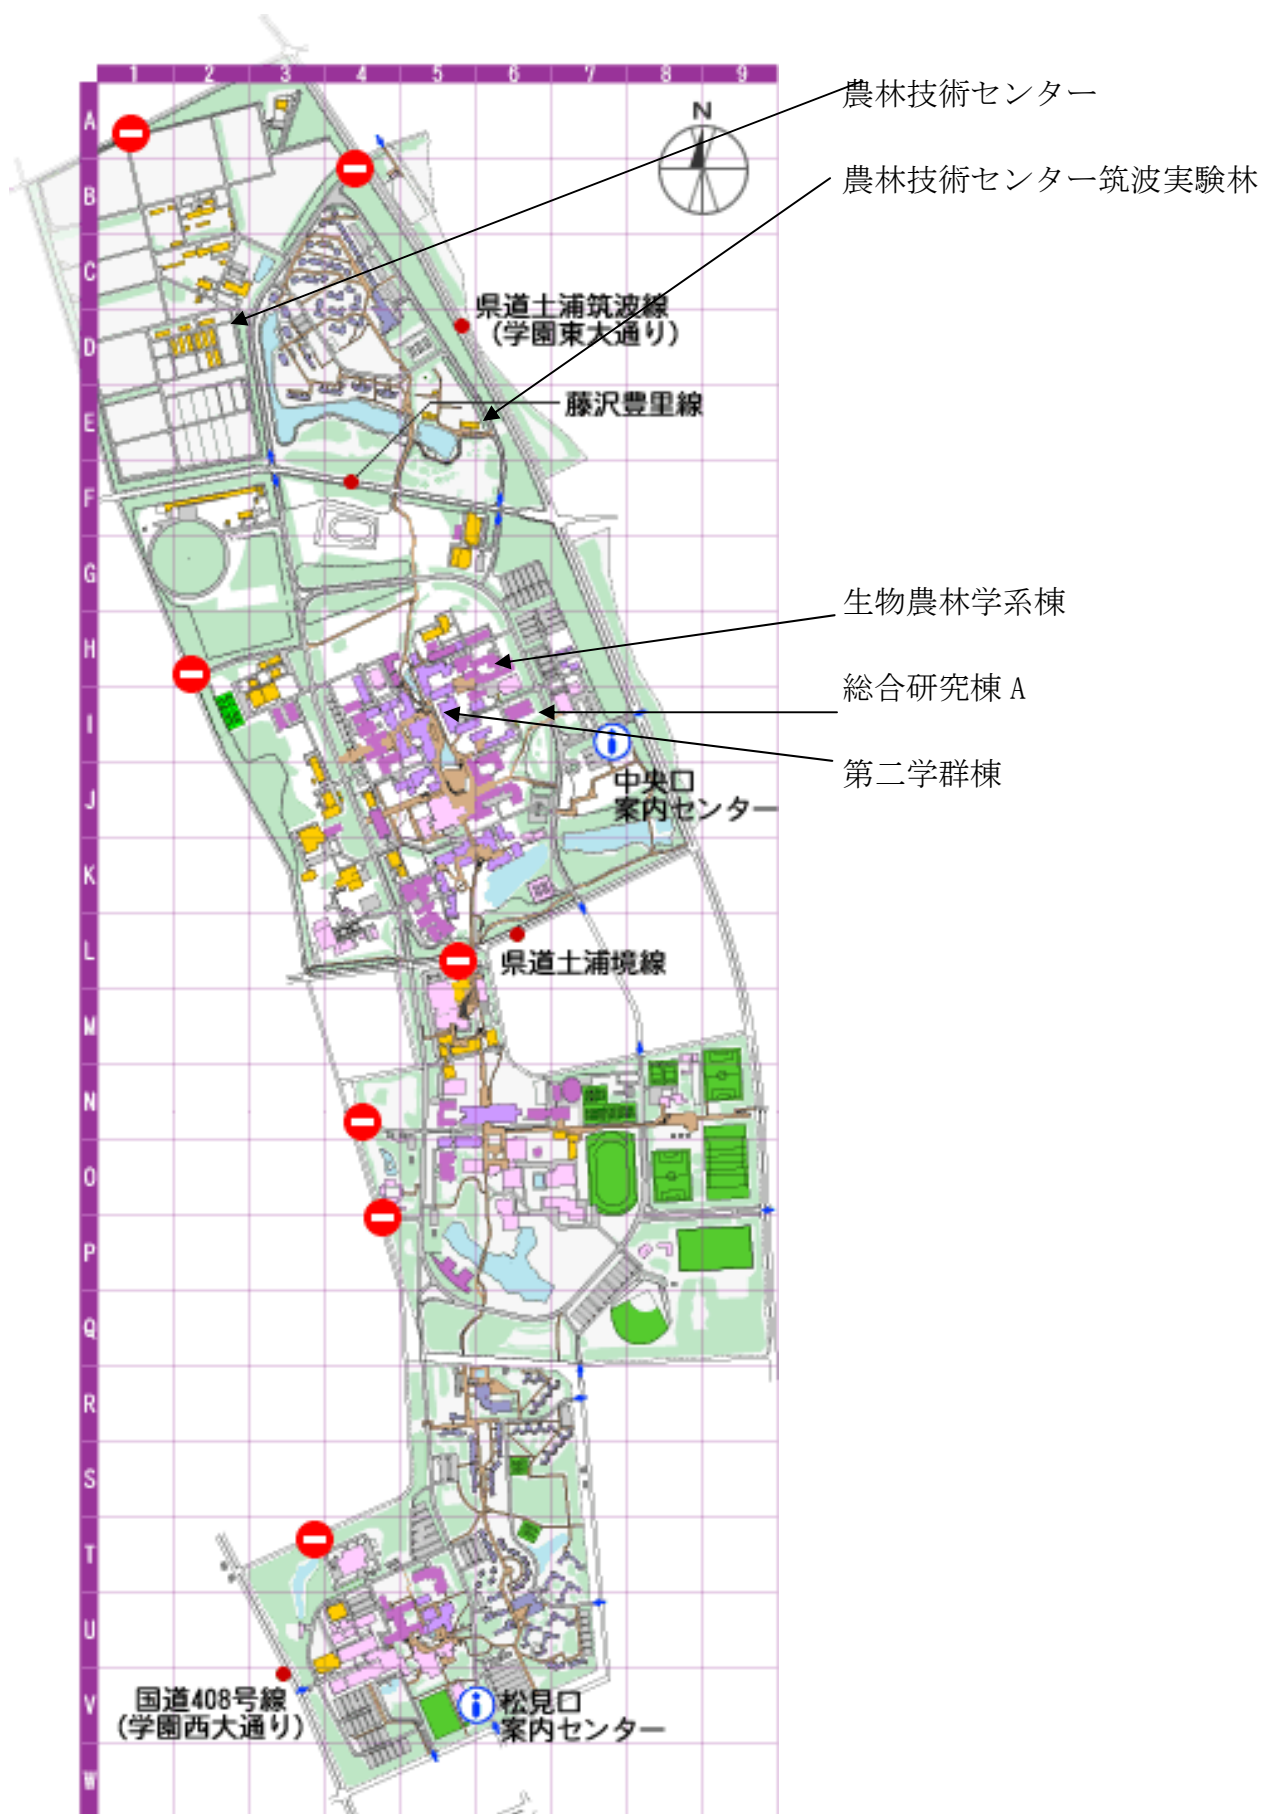 1 2 3 4 5 6 7 8 9
農林技術センター
A
N
B
農林技術センター筑波実験林
C
県道土浦筑波線
(学園東大通り)
D
E
藤沢豊里線
F
G
生物農林学系棟
H
総合研究棟 A
I
第二学群棟
中央口
案内センター
J
K
L
県道土浦境線
M
N
O
P
Q
R
S
T
U
V
国道408号線
(学園西大通り)
松見口
案内センター
W